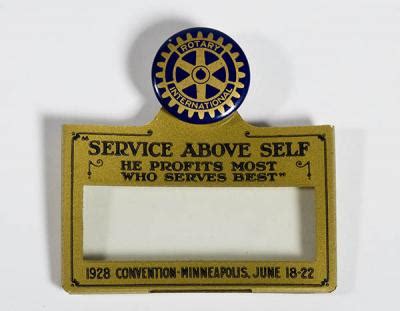 ROTARY
INTERNATIONAL
"SERVICE ABOVE SELF
HE PROFITS MOST
WHO SERVES BEST"
1928 CONVENTION-MINNEAPOLIS, JUNE 18-22